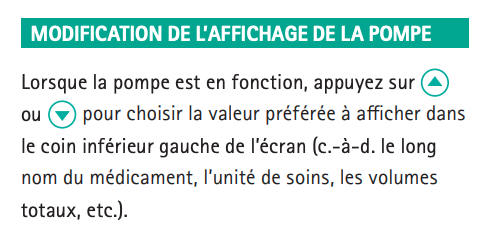 MODIFICATION DE L'AFFICHAGE DE LA POMPE
Lorsque la pompe est en fonction, appuyez sur
ou pour choisir la valeur préférée à afficher dans
le coin inférieur gauche de l'écran (c.-à-d. le long
nom du médicament, l'unité de soins, les volumes
totaux, etc.).